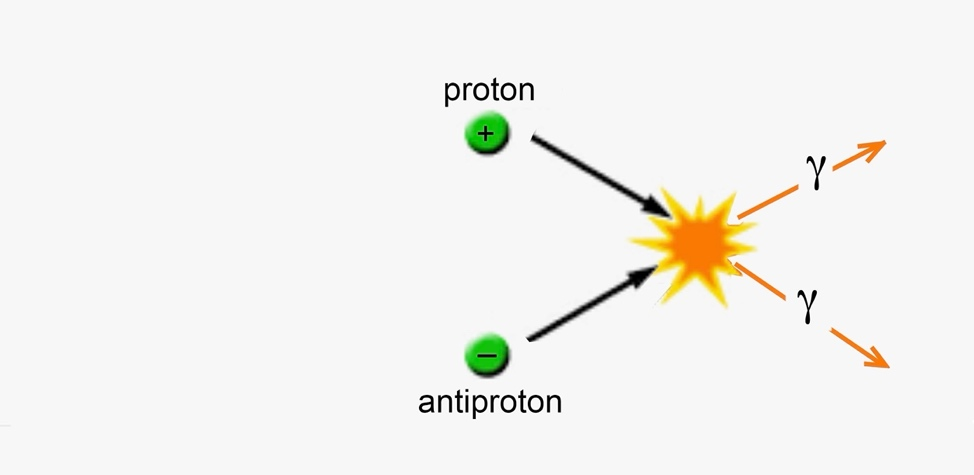 proton
+
γ
γ
−
antiproton